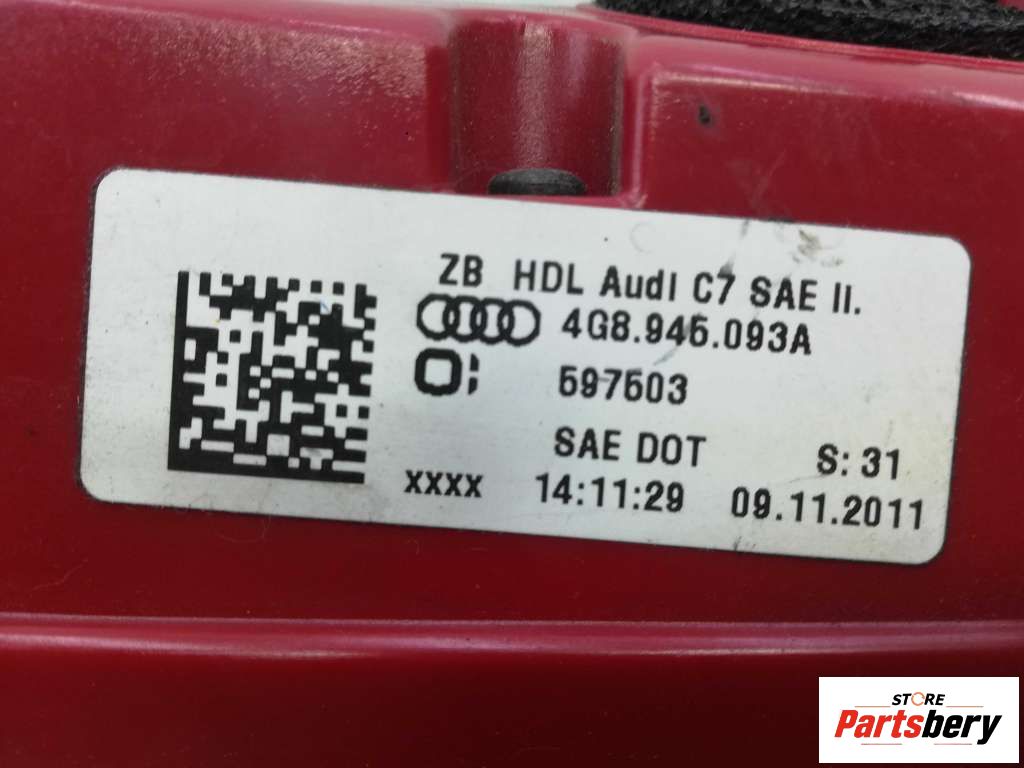 ZB HDL Audi C7 SAE II.
4G8.945.093A
597503
SAE DOT S: 31
XXXX 14:11:29 09.11.2011
STORE
Partsbery